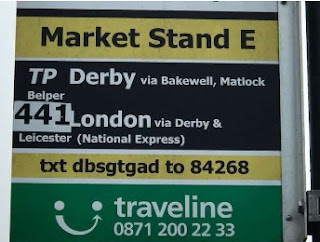 Market Stand E
TP Derby via Bakewell, Matlock
Belper
441 London via Derby &
Leicester (National Express)
txt dbsgtgad to 84268
traveline
0871 200 22 33